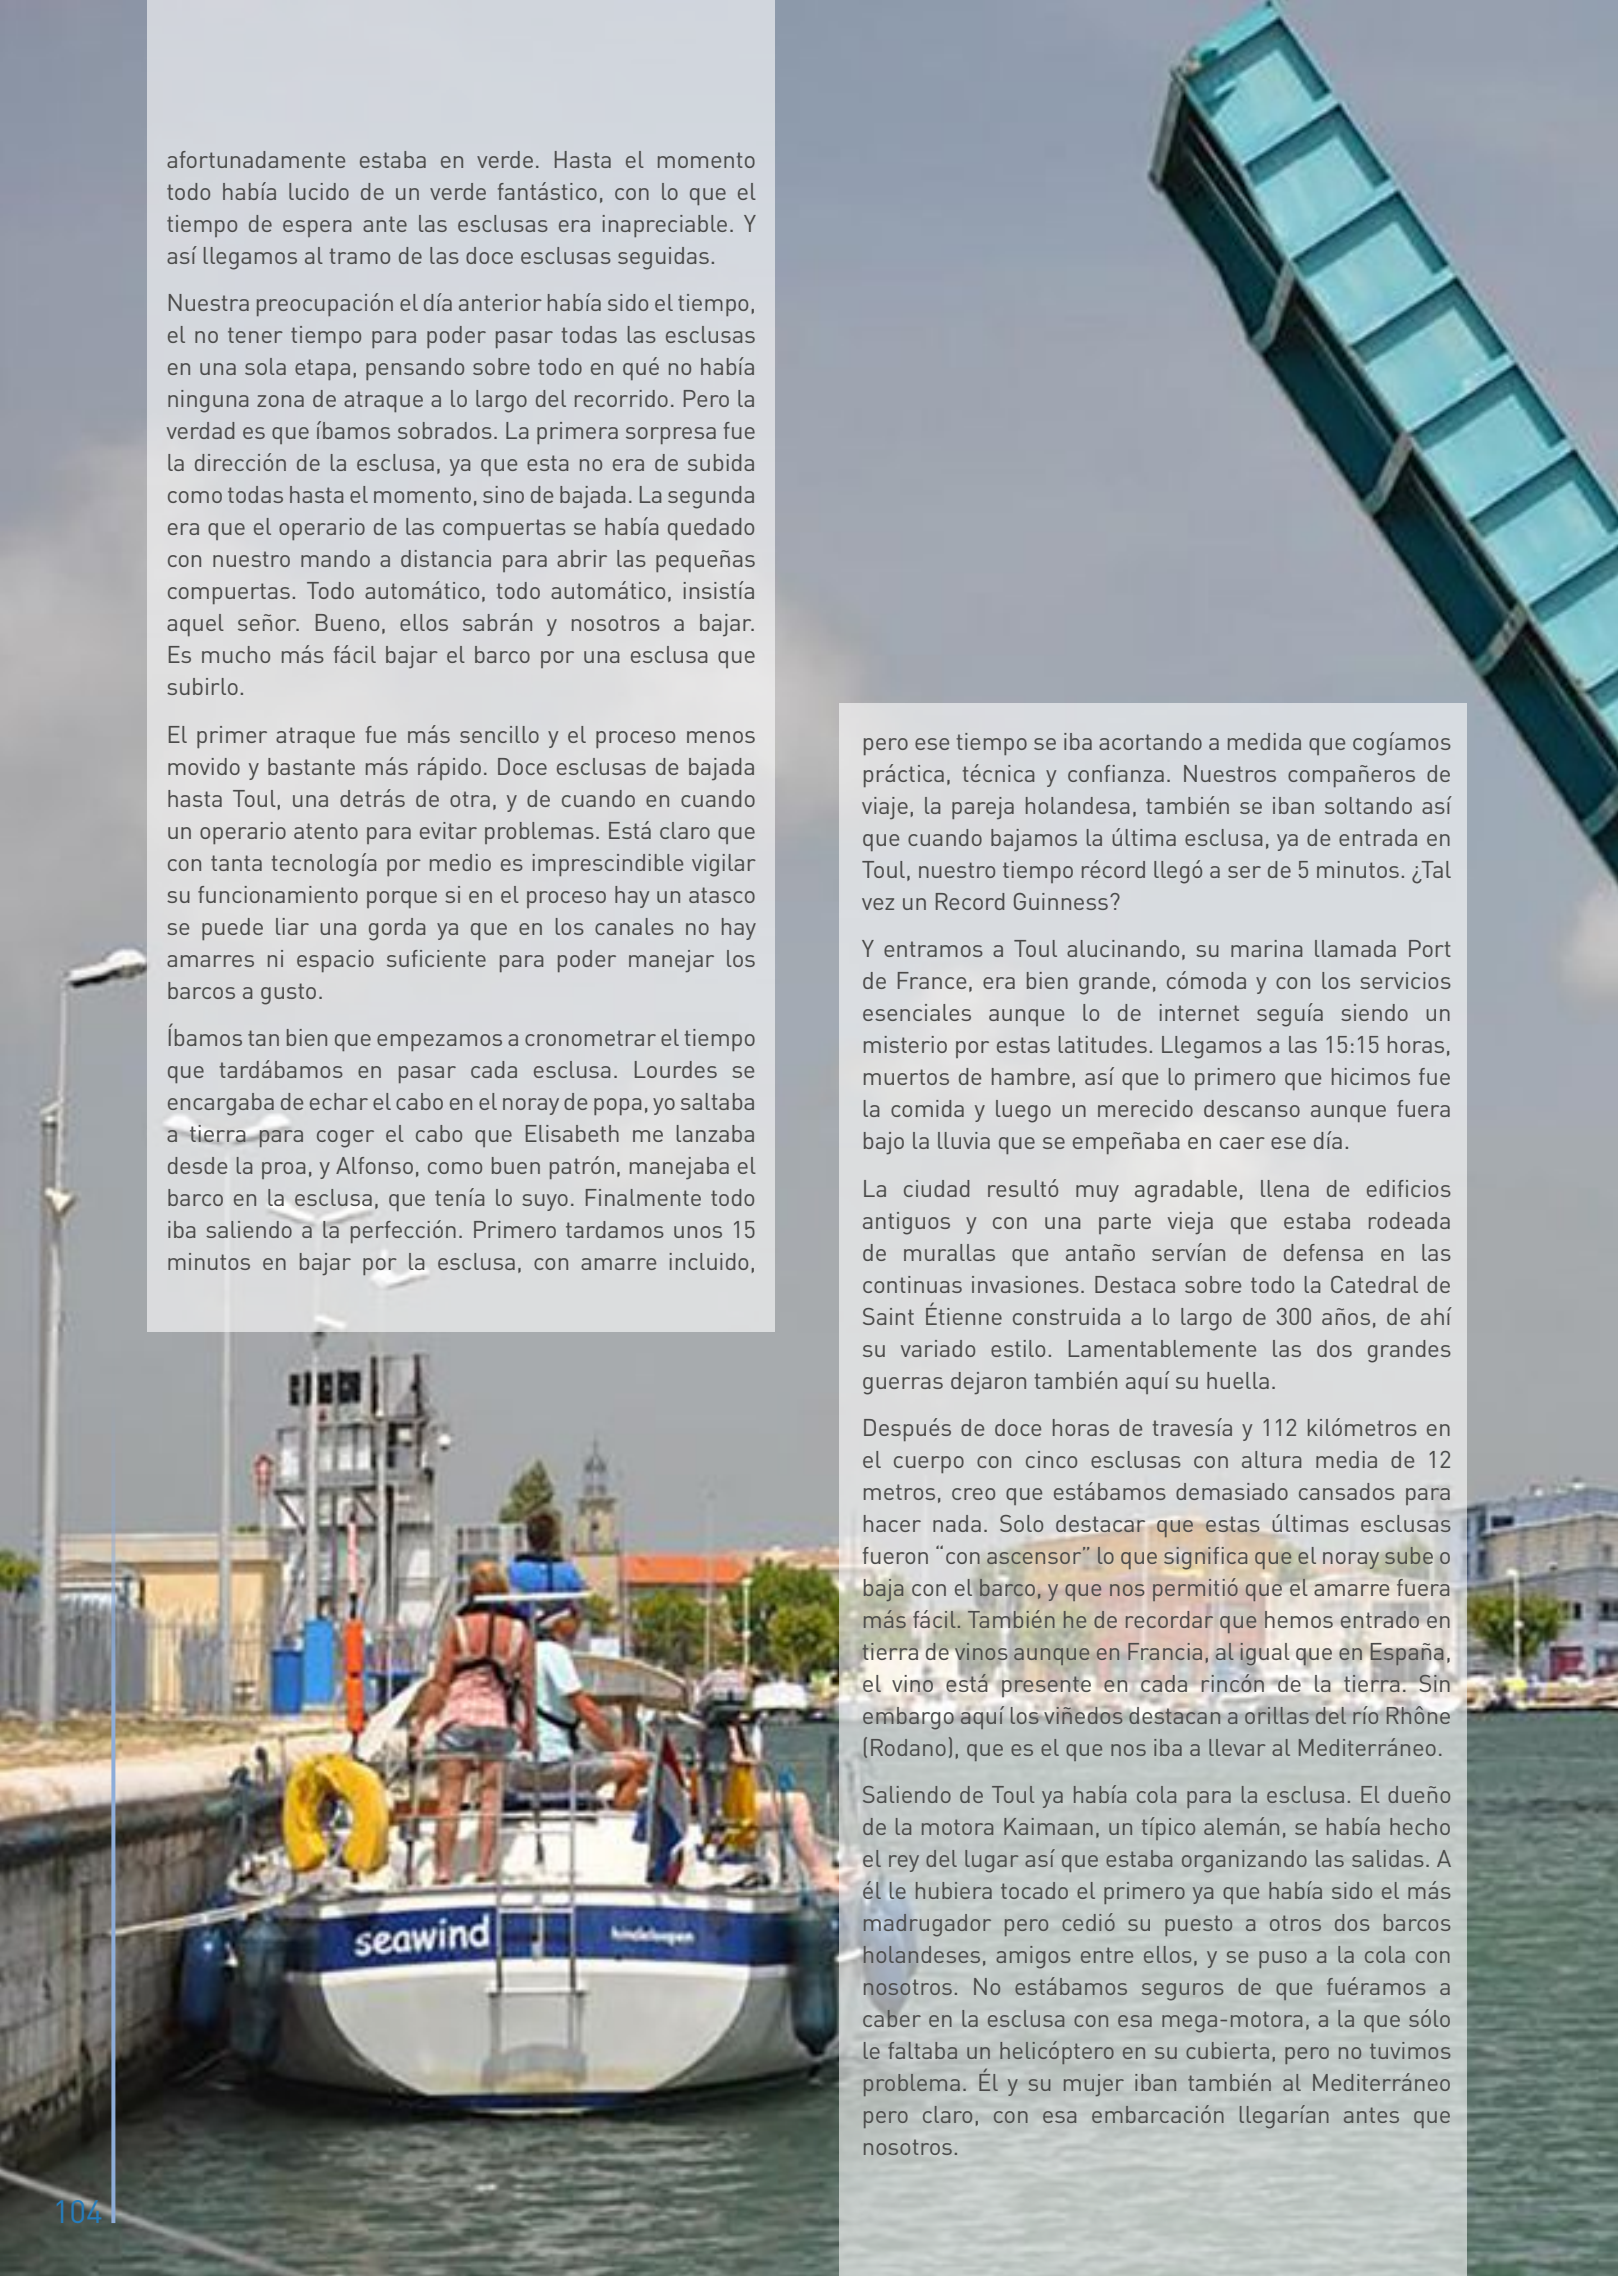 afortunadamente estaba en verde. Hasta el momento
todo había lucido de un verde fantástico, con lo que el
tiempo de espera ante las esclusas era inapreciable. Y
así llegamos al tramo de las doce esclusas seguidas.
Nuestra preocupación el día anterior había sido el tiempo,
el no tener tiempo para poder pasar todas las esclusas
en una sola etapa, pensando sobre todo en qué no había
ninguna zona de atraque a lo largo del recorrido. Pero la
verdad es que íbamos sobrados. La primera sorpresa fue
la dirección de la esclusa, ya que esta no era de subida
como todas hasta el momento, sino de bajada. La segunda
era que el operario de las compuertas se había quedado
con nuestro mando a distancia para abrir las pequeñas
compuertas. Todo automático, todo automático, insistía
aquel señor. Bueno, ellos sabrán y nosotros a bajar.
Es mucho más fácil bajar el barco por una esclusa que
subirlo.
El primer atraque fue más sencillo y el proceso menos
movido y bastante más rápido. Doce esclusas de bajada
hasta Toul, una detrás de otra, y de cuando en cuando
un operario atento para evitar problemas. Está claro que
con tanta tecnología por medio es imprescindible vigilar
su funcionamiento porque si en el proceso hay un atasco
se puede liar una gorda ya que en los canales no hay
amarres ni espacio suficiente para poder manejar los
barcos a gusto.
Íbamos tan bien que empezamos a cronometrar el tiempo
que tardábamos en pasar cada esclusa. Lourdes se
encargaba de echar el cabo en el noray de popa, yo saltaba
a tierra para coger el cabo que Elisabeth me lanzaba
desde la proa, y Alfonso, como buen patrón, manejaba el
barco en la esclusa, que tenía lo suyo. Finalmente todo
iba saliendo a la perfección. Primero tardamos unos 15
minutos en bajar por la esclusa, con amarre incluido,
pero ese tiempo se iba acortando a medida que cogíamos
práctica, técnica y confianza. Nuestros compañeros de
viaje, la pareja holandesa, también se iban soltando así
que cuando bajamos la última esclusa, ya de entrada en
Toul, nuestro tiempo récord llegó a ser de 5 minutos. ¿Tal
vez un Record Guinness?
Y entramos a Toul alucinando, su marina llamada Port
de France, era bien grande, cómoda y con los servicios
esenciales aunque lo de internet seguía siendo un
misterio por estas latitudes. Llegamos a las 15:15 horas,
muertos de hambre, así que lo primero que hicimos fue
la comida y luego un merecido descanso aunque fuera
bajo la lluvia que se empeñaba en caer ese día.
La ciudad resultó muy agradable, llena de edificios
antiguos y con una parte vieja que estaba rodeada
de murallas que antaño servían de defensa en las
continuas invasiones. Destaca sobre todo la Catedral de
Saint Étienne construida a lo largo de 300 años, de ahí
su variado estilo. Lamentablemente las dos grandes
guerras dejaron también aquí su huella.
Después de doce horas de travesía y 112 kilómetros en
el cuerpo con cinco esclusas con altura media de 12
metros, creo que estábamos demasiado cansados para
hacer nada. Solo destacar que estas últimas esclusas
fueron “con ascensor” lo que significa que el noray sube o
baja con el barco, y que nos permitió que el amarre fuera
más fácil. También he de recordar que hemos entrado en
tierra de vinos aunque en Francia, al igual que en España,
el vino está presente en cada rincón de la tierra. Sin
embargo aquí los viñedos destacan a orillas del río Rhône
(Rodano), que es el que nos iba a llevar al Mediterráneo.
Saliendo de Toul ya había cola para la esclusa. El dueño
de la motora Kaimaan, un típico alemán, se había hecho
el rey del lugar así que estaba organizando las salidas. A
él le hubiera tocado el primero ya que había sido el más
madrugador pero cedió su puesto a otros dos barcos
holandeses, amigos entre ellos, y se puso a la cola con
nosotros. No estábamos seguros de que fuéramos a
caber en la esclusa con esa mega-motora, a la que sólo
le faltaba un helicóptero en su cubierta, pero no tuvimos
problema. Él y su mujer iban también al Mediterráneo
pero claro, con esa embarcación llegarían antes que
nosotros.
seawind
hindeloopen
104